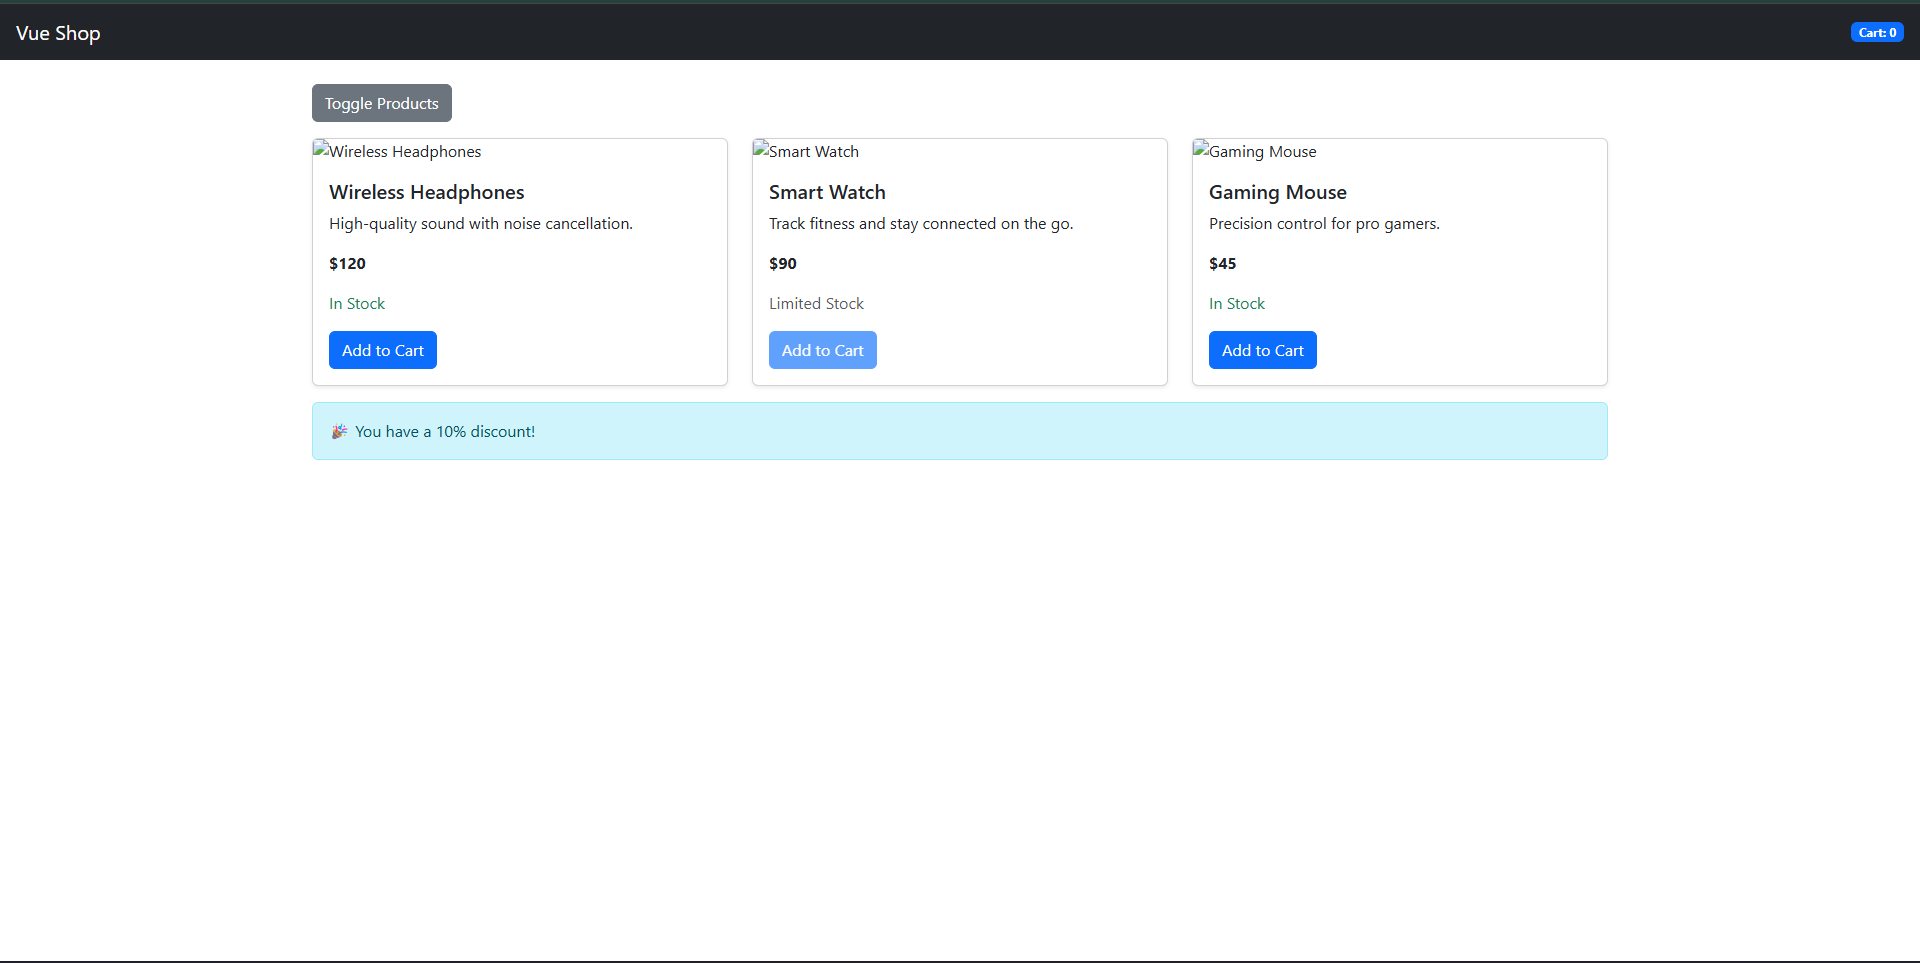 Vue Shop
Cart: 0
Toggle Products
Wireless Headphones
Wireless Headphones
High-quality sound with noise cancellation.
$120
In Stock
Add to Cart
Smart Watch
Smart Watch
Track fitness and stay connected on the go.
$90
Limited Stock
Add to Cart
Gaming Mouse
Gaming Mouse
Precision control for pro gamers.
$45
In Stock
Add to Cart
🎉 You have a 10% discount!